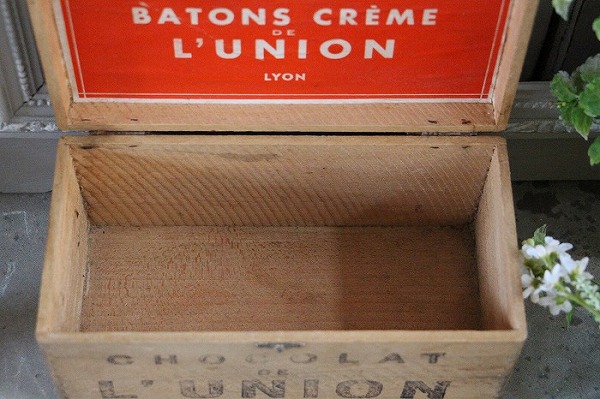 BATONS CRÈME
DE
L'UNION
LYON
CHOCOLAT
DE
L'UNION